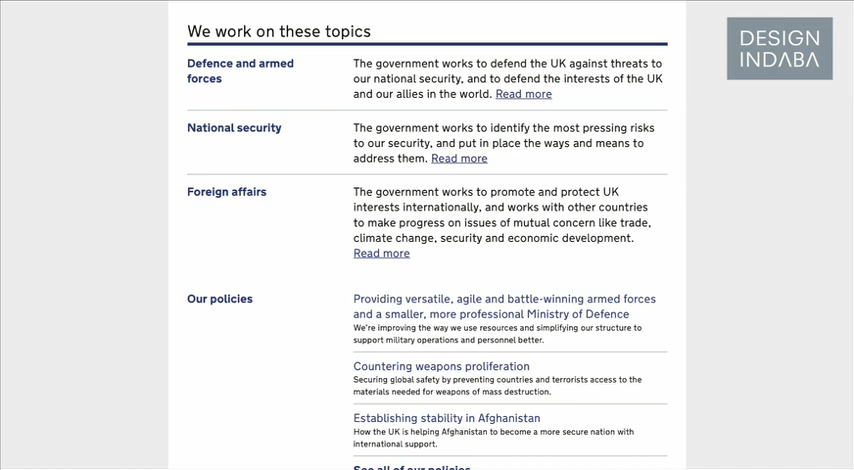 We work on these topics
DESIGN
INDABA
Defence and armed
forces
The government works to defend the UK against threats to
our national security, and to defend the interests of the UK
and our allies in the world. Read more
National security
The government works to identify the most pressing risks
to our security, and put in place the ways and means to
address them. Read more
Foreign affairs
The government works to promote and protect UK
interests internationally, and works with other countries
to make progress on issues of mutual concern like trade,
climate change, security and economic development.
Read more
Our policies
Providing versatile, agile and battle-winning armed forces
and a smaller, more professional Ministry of Defence
We're improving the way we use resources and simplifying our structure to
support military operations and personnel better.
Countering weapons proliferation
Securing global safety by preventing countries and terrorists access to the
materials needed for weapons of mass destruction.
Establishing stability in Afghanistan
How the UK is helping Afghanistan to become a more secure nation with
international support.
See all of our policies